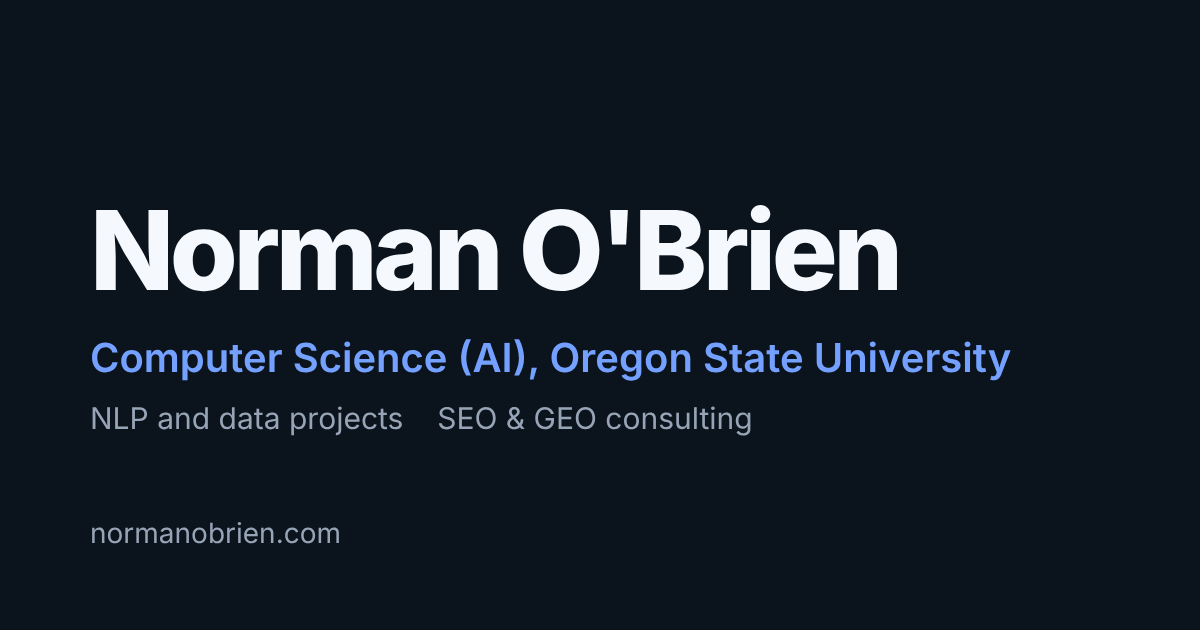 Norman O'Brien
Computer Science (AI), Oregon State University
NLP and data projects SEO & GEO consulting
normanobrien.com